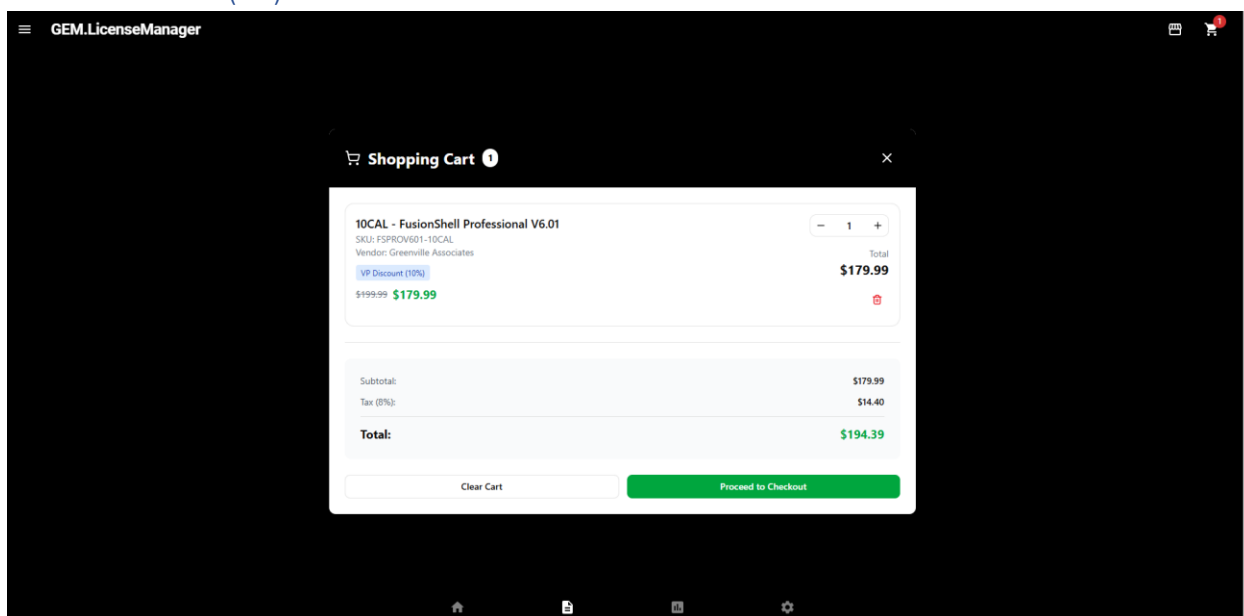 GEM.LicenseManager
1
Shopping Cart 1
10CAL - FusionShell Professional V6.01
- 1 +
SKU: FSPROV601-10CAL
Vendor: Greenville Associates
Total
VP Discount (10%)
$179.99
$199.99 $179.99
Subtotal: $179.99
Tax (8%): $14.40
Total: $194.39
Clear Cart
Proceed to Checkout